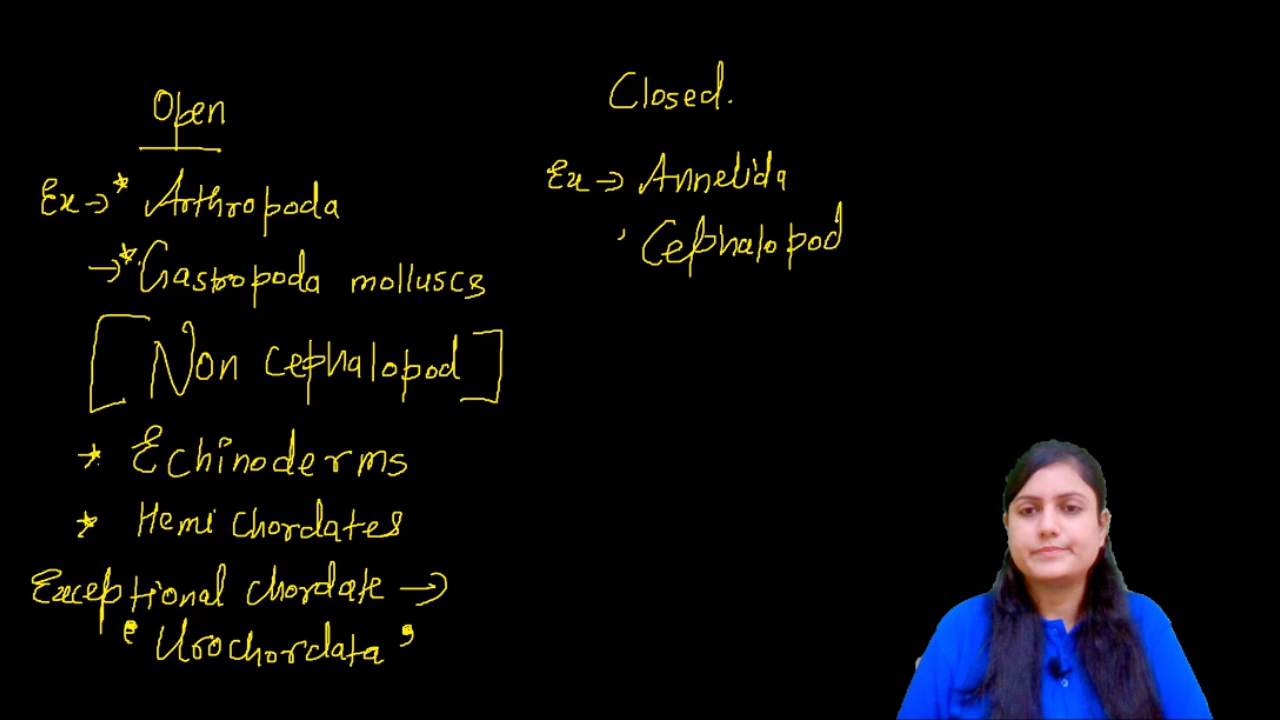 Open
Ex → * Arthropoda
→ * Gastropoda molluscs
[Non cephalopod]
* Echinoderms
* Hemi chordates
Exceptional chordate →
‘Urochordata’
Closed.
Ex → Annelida
' Cephalopod